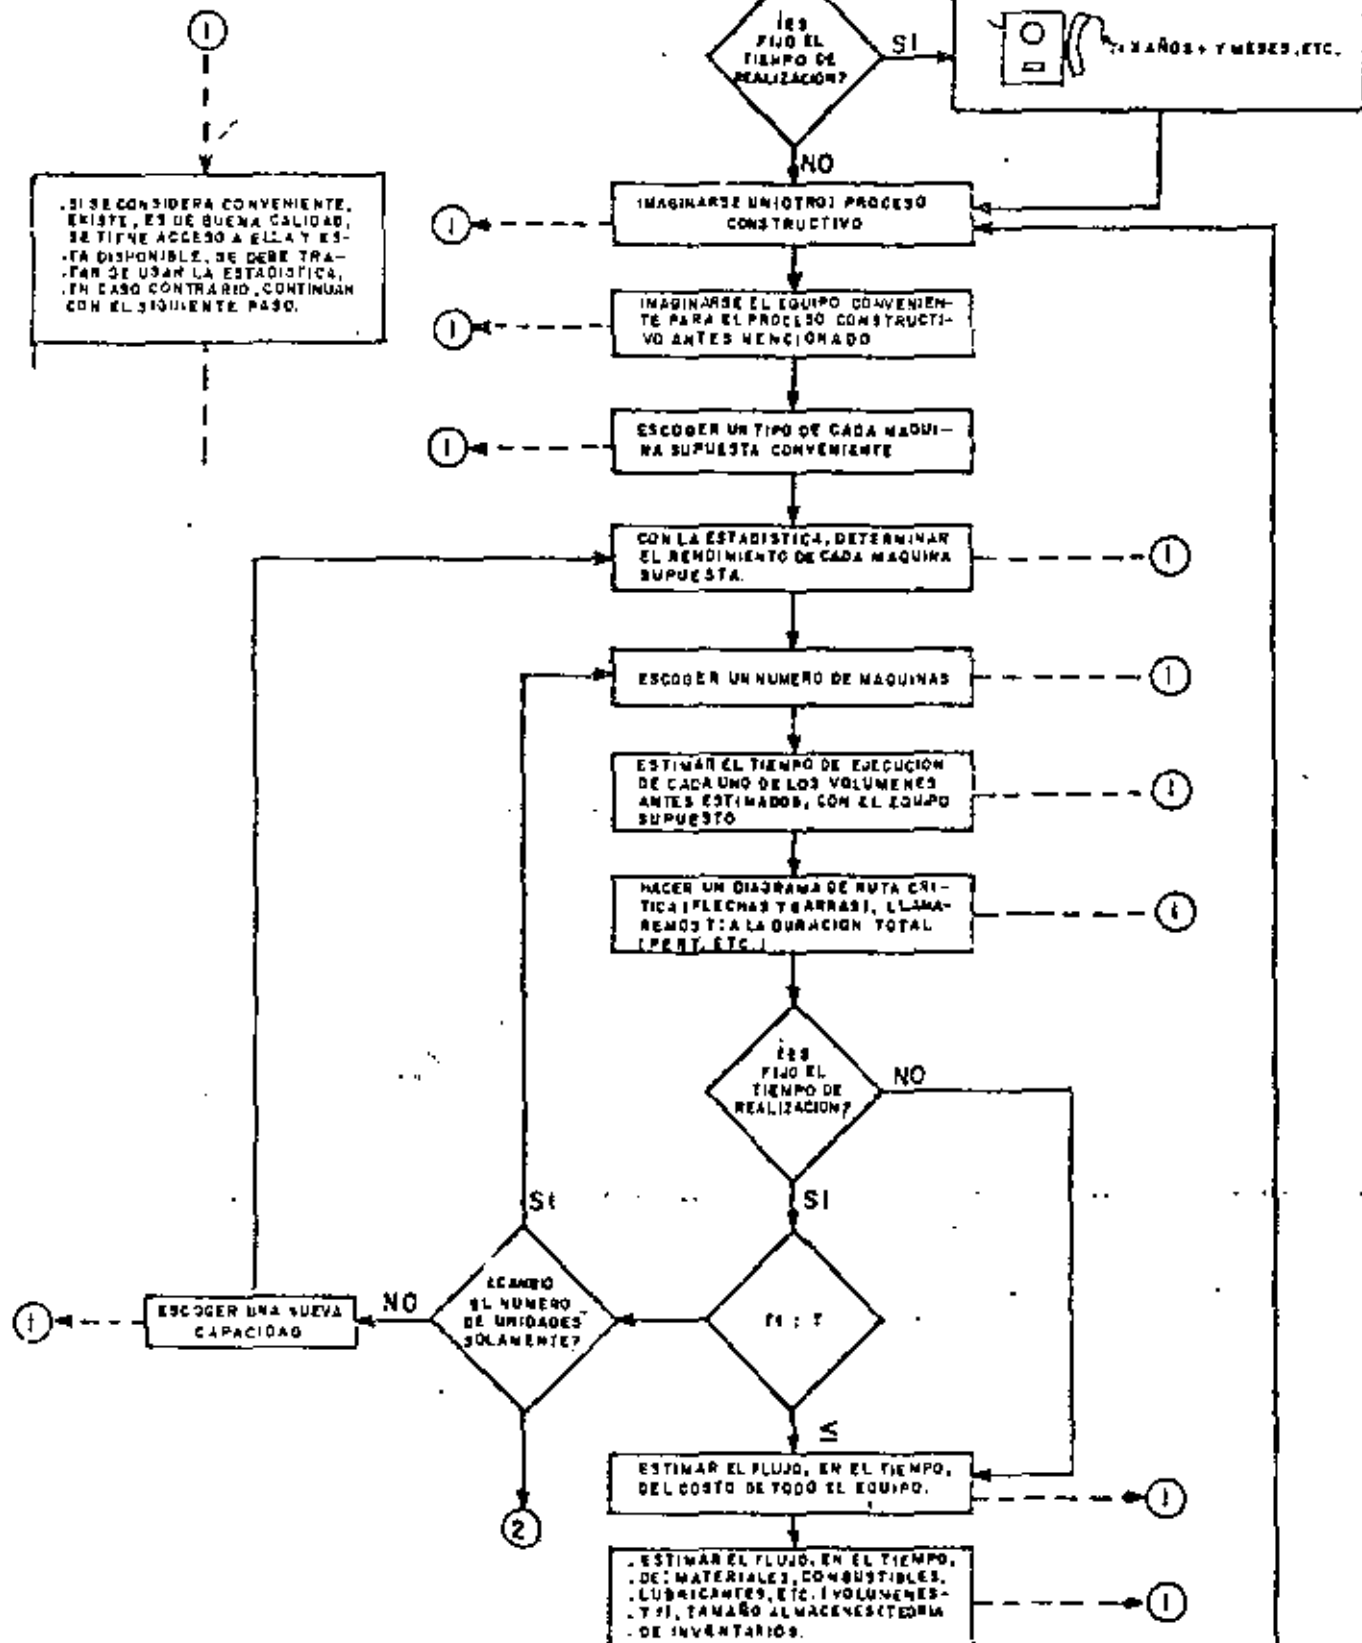 ¿ES
FIJO EL
TIEMPO DE
REALIZACION?
SI
T = X AÑOS + Y MESES, ETC.
NO
1
. SI SE CONSIDERA CONVENIENTE,
EXISTE, ES DE BUENA CALIDAD,
SE TIENE ACCESO A ELLA Y ES-
TA DISPONIBLE, SE DEBE TRA-
TAR DE USAR LA ESTADISTICA,
EN CASO CONTRARIO, CONTINUAN
CON EL SIGUIENTE PASO.
IMAGINARSE UN (OTRO) PROCESO
CONSTRUCTIVO
1
IMAGINARSE EL EQUIPO CONVENIEN-
TE PARA EL PROCESO CONSTRUCTI-
VO ANTES MENCIONADO
1
ESCOGER UN TIPO DE CADA MAQUI-
NA SUPUESTA CONVENIENTE
1
CON LA ESTADISTICA, DETERMINAR
EL RENDIMIENTO DE CADA MAQUINA
SUPUESTA.
1
ESCOGER UN NUMERO DE MAQUINAS
1
ESTIMAR EL TIEMPO DE EJECUCION
DE CADA UNO DE LOS VOLUMENES
ANTES ESTIMADOS, CON EL EQUIPO
SUPUESTO
1
HACER UN DIAGRAMA DE RUTA CRI-
TICA (FLECHAS Y BARRAS), LLAMA-
REMOS T1 A LA DURACION TOTAL
(PERT, ETC.)
1
¿ES
FIJO EL
TIEMPO DE
REALIZACION?
NO
SI
T1 : T
≤
¿CAMBIO
EL NUMERO
DE UNIDADES
SOLAMENTE?
SI
NO
ESCOGER UNA NUEVA
CAPACIDAD
1
2
ESTIMAR EL FLUJO, EN EL TIEMPO,
DEL COSTO DE TODO EL EQUIPO.
1
. ESTIMAR EL FLUJO, EN EL TIEMPO,
. DE: MATERIALES, COMBUSTIBLES,
. LUBRICANTES, ETC. (VOLUMENES-
, TAMAÑO ALMACENES (TEORIA
. DE INVENTARIOS.
1